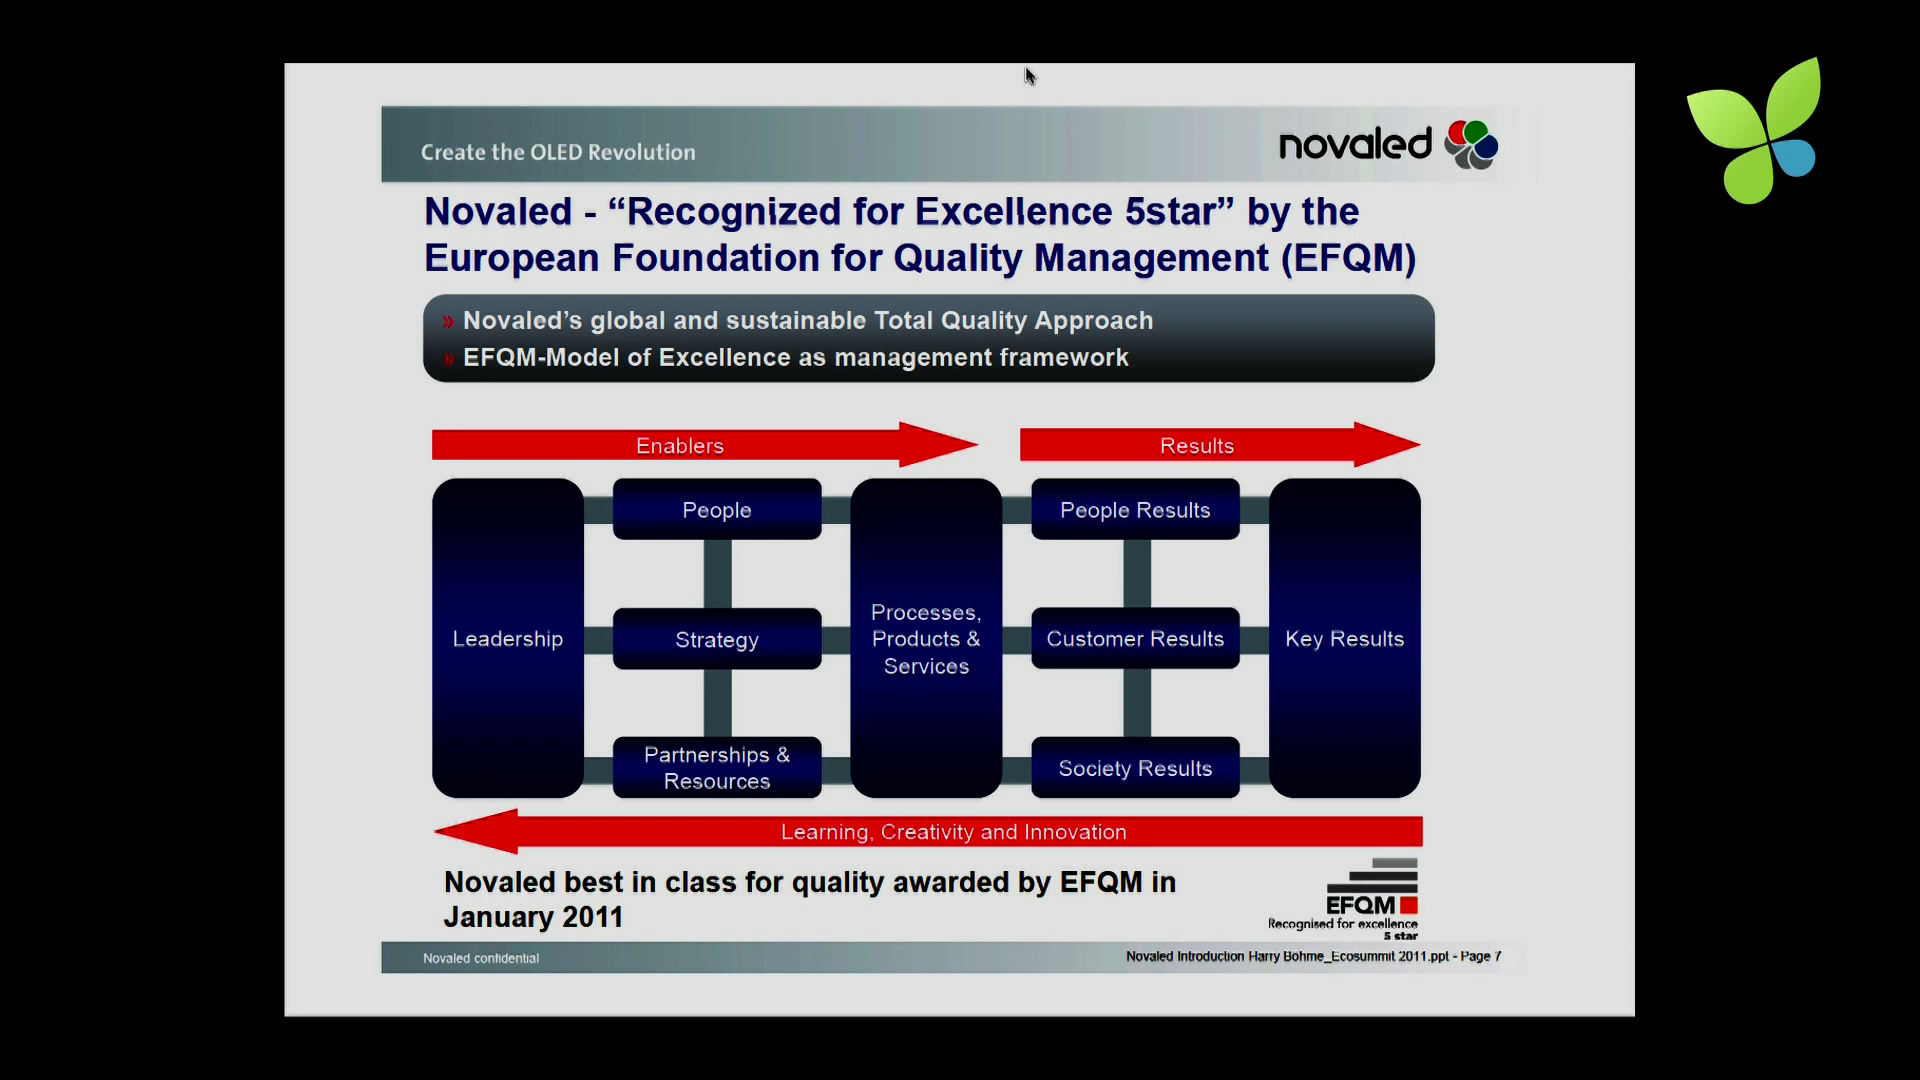 Create the OLED Revolution
novaled
Novaled - “Recognized for Excellence 5star” by the
European Foundation for Quality Management (EFQM)
» Novaled’s global and sustainable Total Quality Approach
» EFQM-Model of Excellence as management framework
Enablers
Results
Leadership
People
Strategy
Partnerships &
Resources
Processes,
Products &
Services
People Results
Customer Results
Society Results
Key Results
Learning, Creativity and Innovation
Novaled best in class for quality awarded by EFQM in
January 2011
EFQM
Recognised for excellence
5 star
Novaled confidential
Novaled Introduction Harry Böhme_Ecosummit 2011.ppt - Page 7